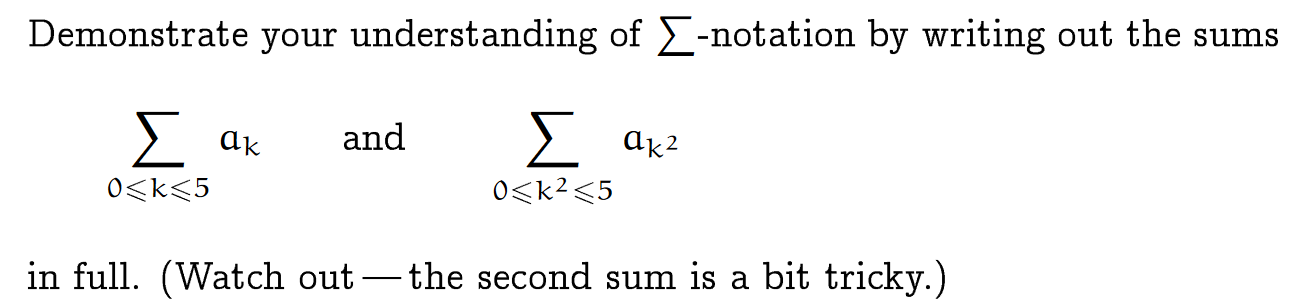 Demonstrate your understanding of ∑-notation by writing out the sums
∑ aₖ and ∑ a_{k²}
0⩽k⩽5 0⩽k²⩽5
in full. (Watch out — the second sum is a bit tricky.)